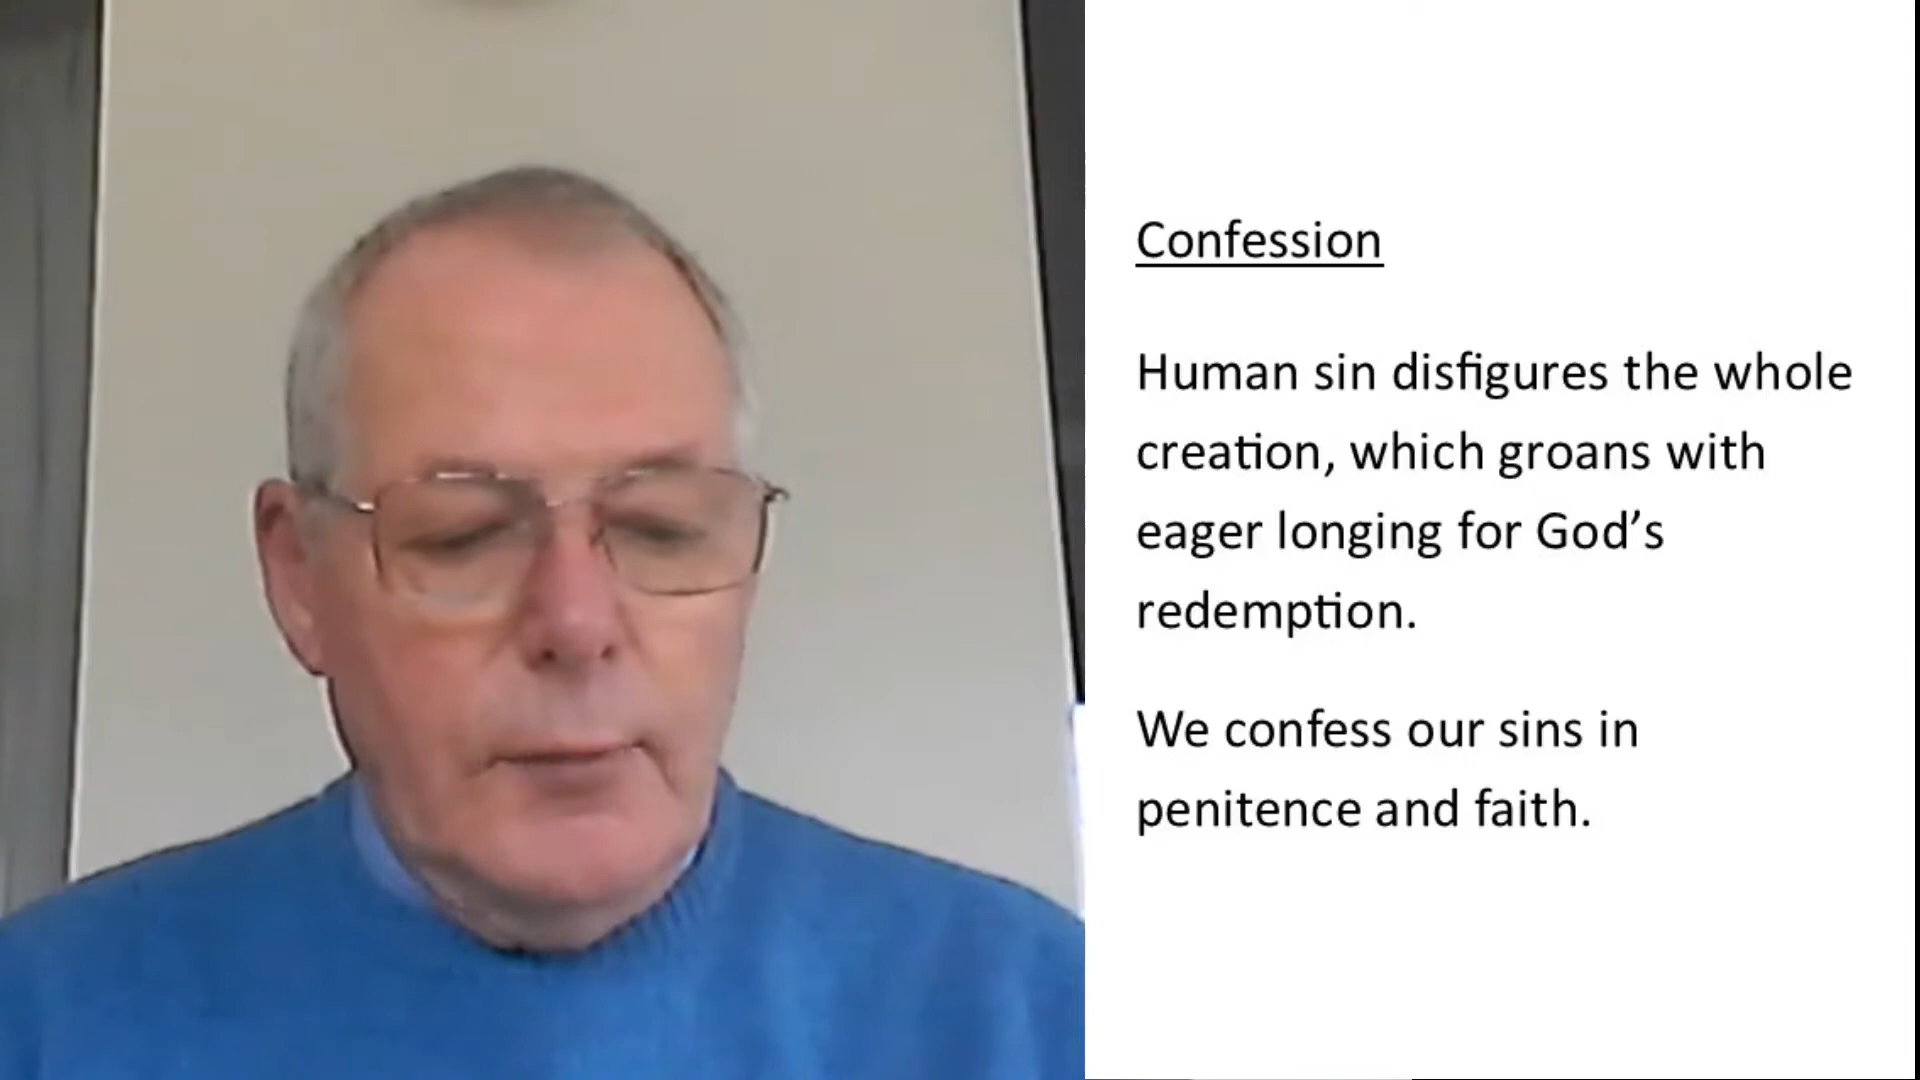 Confession
Human sin disfigures the whole
creation, which groans with
eager longing for God’s
redemption.
We confess our sins in
penitence and faith.